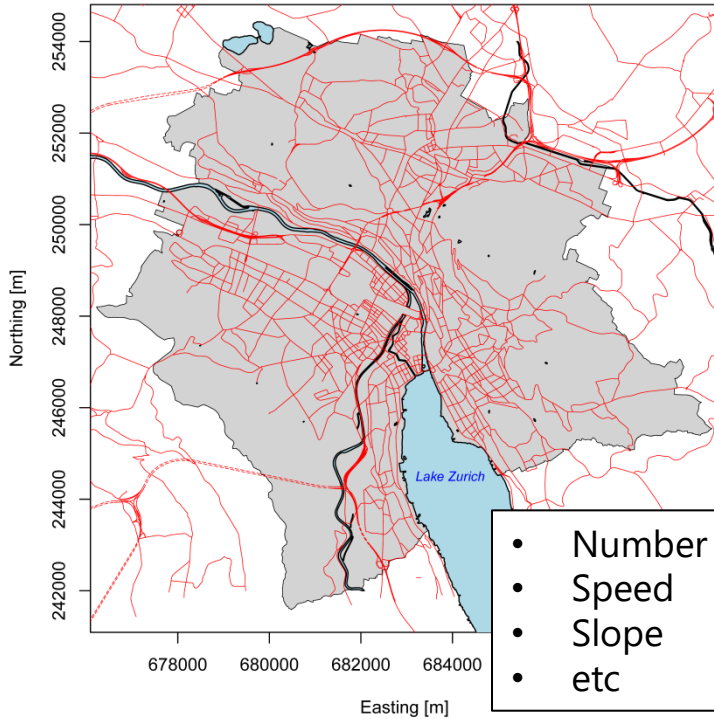 254000
252000
250000
248000
246000
244000
242000
Northing [m]
Lake Zurich
678000 680000 682000 684000
Easting [m]
• Number
• Speed
• Slope
• etc